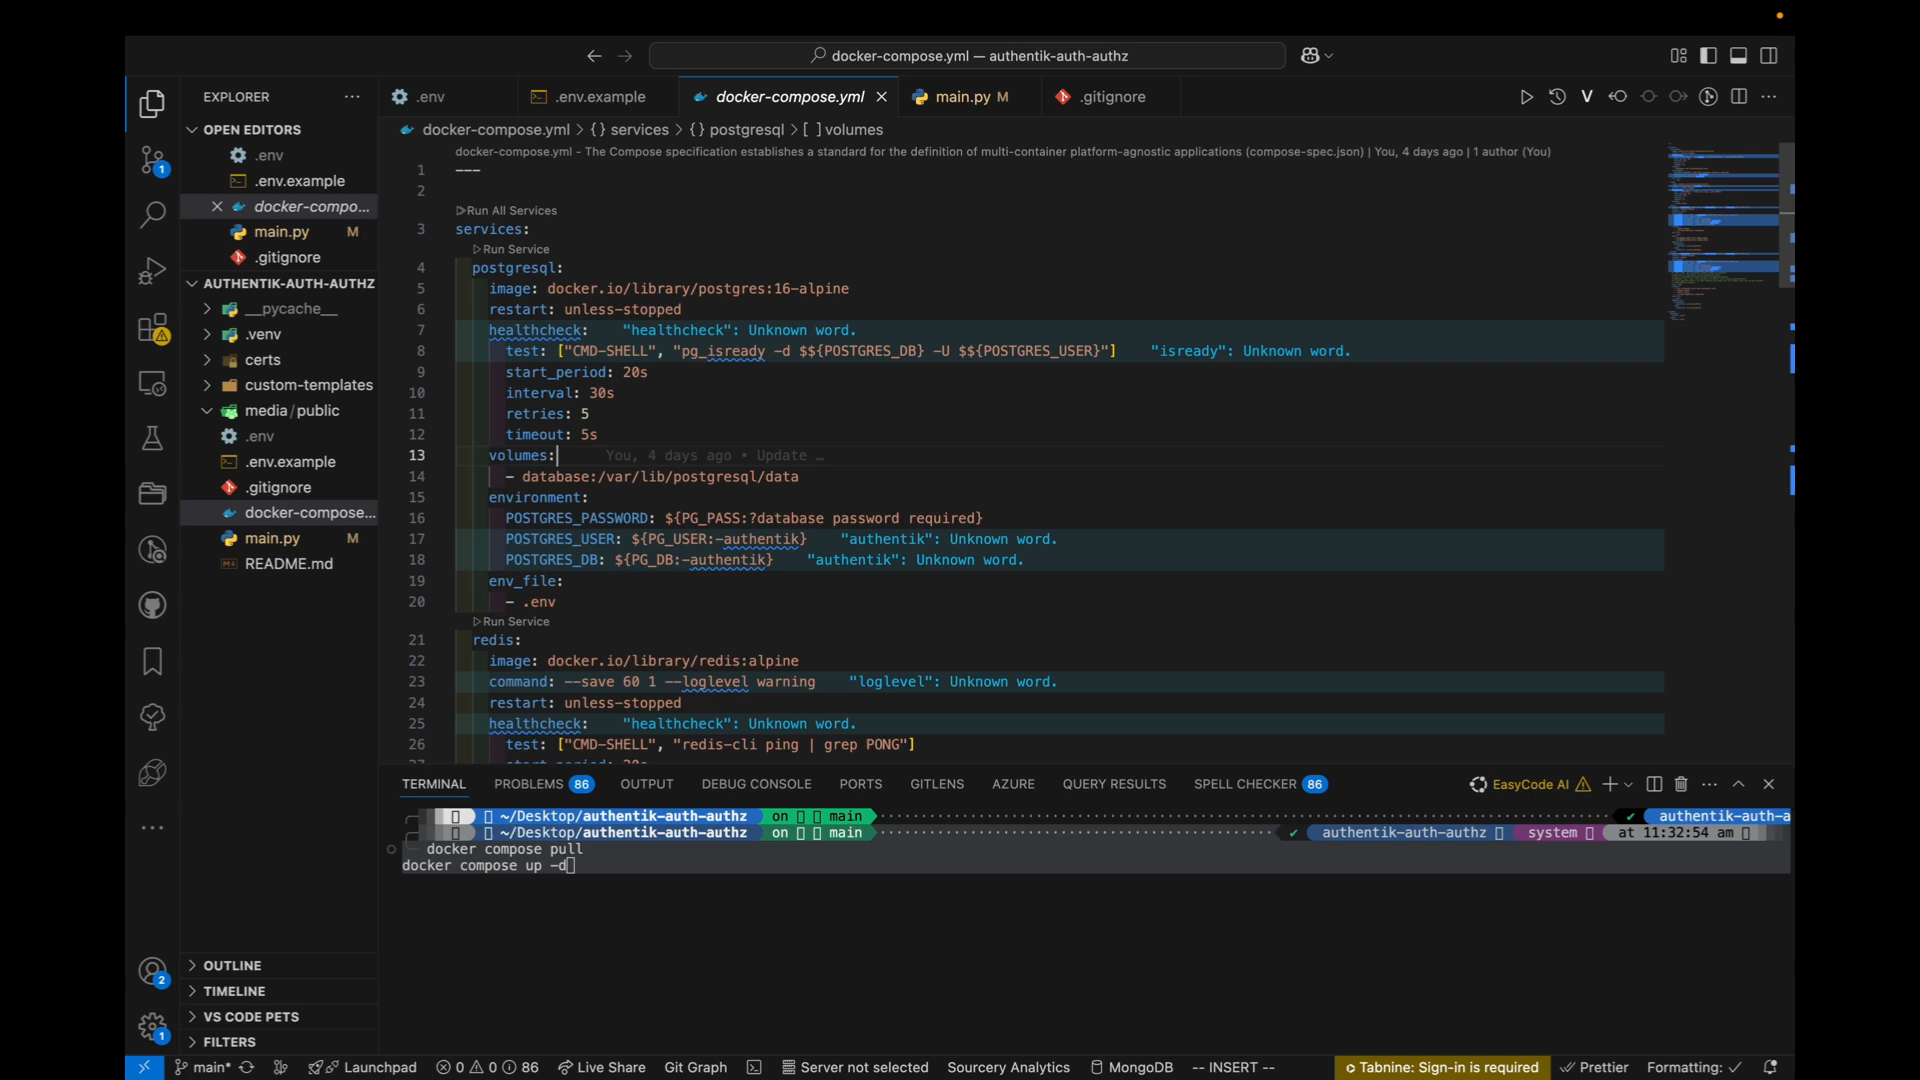 docker-compose.yml — authentik-auth-authz
EXPLORER
OPEN EDITORS
.env
.env.example
docker-compo...
main.py M
.gitignore
AUTHENTIK-AUTH-AUTHZ
__pycache__
.venv
certs
custom-templates
media/public
.env
.env.example
.gitignore
docker-compose...
main.py M
README.md
OUTLINE
TIMELINE
VS CODE PETS
FILTERS
1
2
1
.env
.env.example
docker-compose.yml
main.py M
.gitignore
V
docker-compose.yml > {} services > {} postgresql > [ ] volumes
docker-compose.yml - The Compose specification establishes a standard for the definition of multi-container platform-agnostic applications (compose-spec.json) | You, 4 days ago | 1 author (You)
1 ---
2
Run All Services
3 services:
Run Service
4 postgresql:
5 image: docker.io/library/postgres:16-alpine
6 restart: unless-stopped
7 healthcheck: "healthcheck": Unknown word.
8 test: ["CMD-SHELL", "pg_isready -d $${POSTGRES_DB} -U $${POSTGRES_USER}"] "isready": Unknown word.
9 start_period: 20s
10 interval: 30s
11 retries: 5
12 timeout: 5s
13 volumes: You, 4 days ago • Update …
14 - database:/var/lib/postgresql/data
15 environment:
16 POSTGRES_PASSWORD: ${PG_PASS:?database password required}
17 POSTGRES_USER: ${PG_USER:-authentik} "authentik": Unknown word.
18 POSTGRES_DB: ${PG_DB:-authentik} "authentik": Unknown word.
19 env_file:
20 - .env
Run Service
21 redis:
22 image: docker.io/library/redis:alpine
23 command: --save 60 1 --loglevel warning "loglevel": Unknown word.
24 restart: unless-stopped
25 healthcheck: "healthcheck": Unknown word.
26 test: ["CMD-SHELL", "redis-cli ping | grep PONG"]
TERMINAL PROBLEMS 86 OUTPUT DEBUG CONSOLE PORTS GITLENS AZURE QUERY RESULTS SPELL CHECKER 86 EasyCode AI
~/Desktop/authentik-auth-authz on main authentik-auth-a
~/Desktop/authentik-auth-authz on main authentik-auth-authz system at 11:32:54 am
docker compose pull
docker compose up -d
main* Launchpad 0 0 86 Live Share Git Graph Server not selected Sourcery Analytics MongoDB -- INSERT -- Tabnine: Sign-in is required Prettier Formatting: